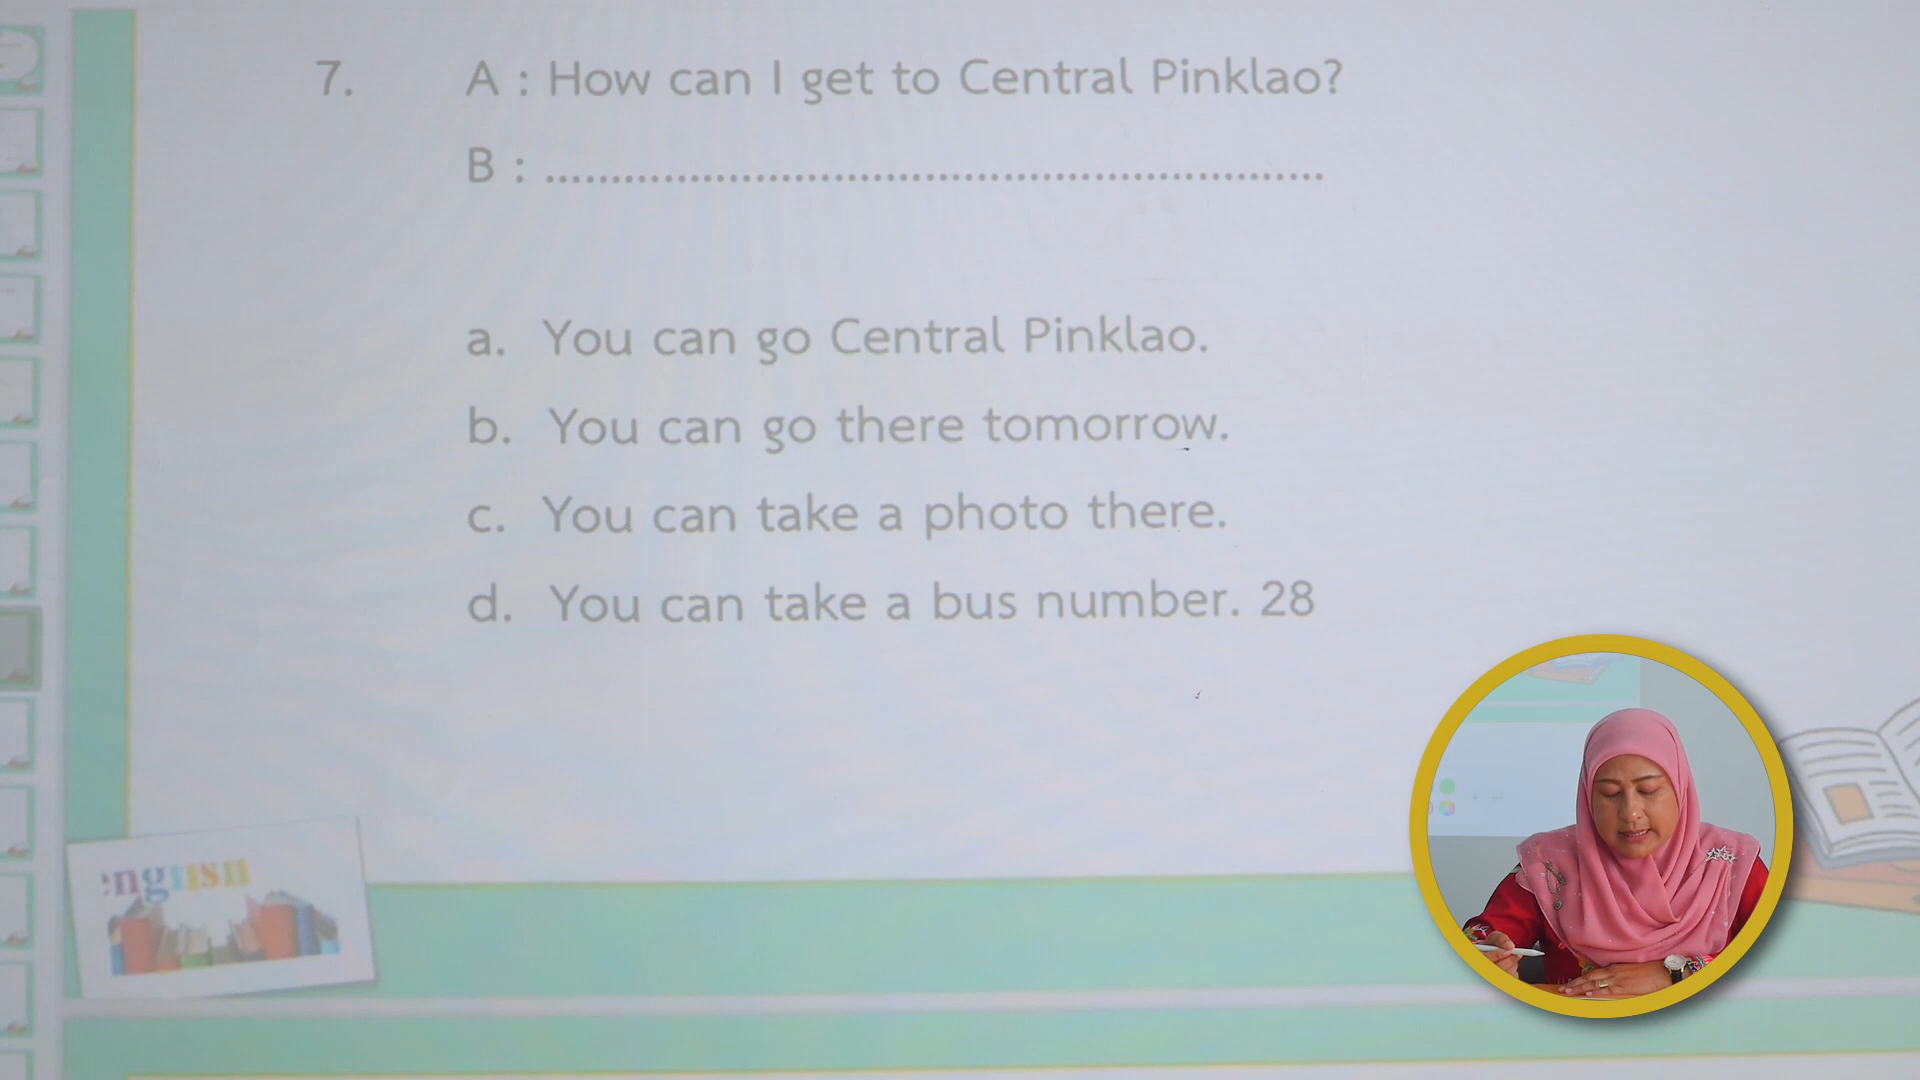 7. A : How can I get to Central Pinklao?
B : ............................................................
a. You can go Central Pinklao.
b. You can go there tomorrow.
c. You can take a photo there.
d. You can take a bus number. 28
english